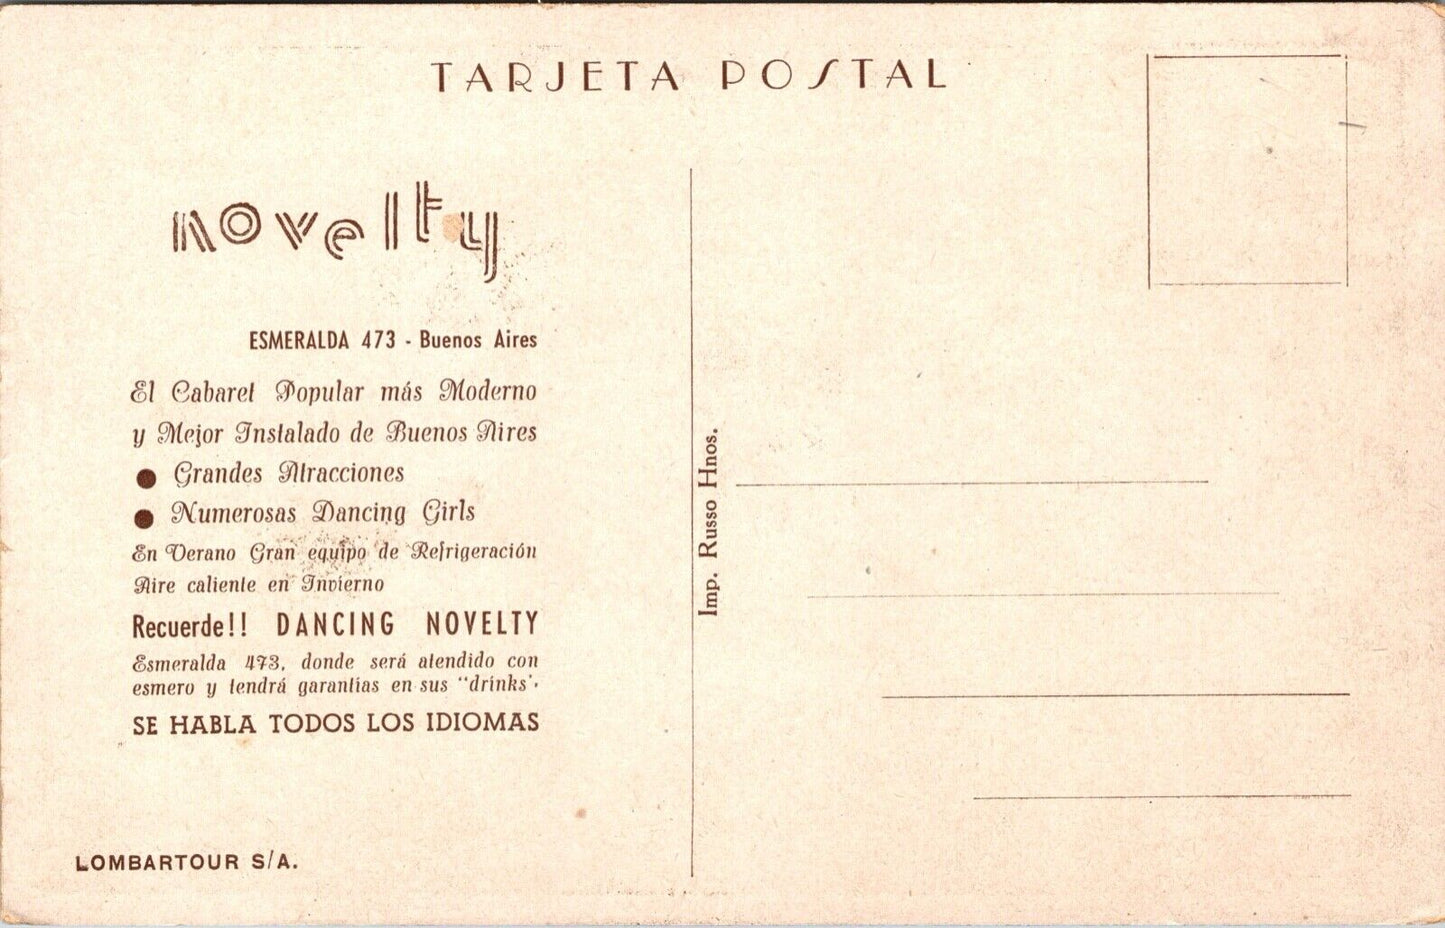 TARJETA POSTAL
novelty
ESMERALDA 473 - Buenos Aires
El Cabaret Popular más Moderno
y Mejor Instalado de Buenos Aires
● Grandes Atracciones
● Numerosas Dancing Girls
En Verano Gran equipo de Refrigeración
Aire caliente en Invierno
Recuerde!! DANCING NOVELTY
Esmeralda 473, donde será atendido con
esmero y tendrá garantías en sus "drinks".
SE HABLA TODOS LOS IDIOMAS
LOMBARTOUR S/A.
Imp. Russo Hnos.